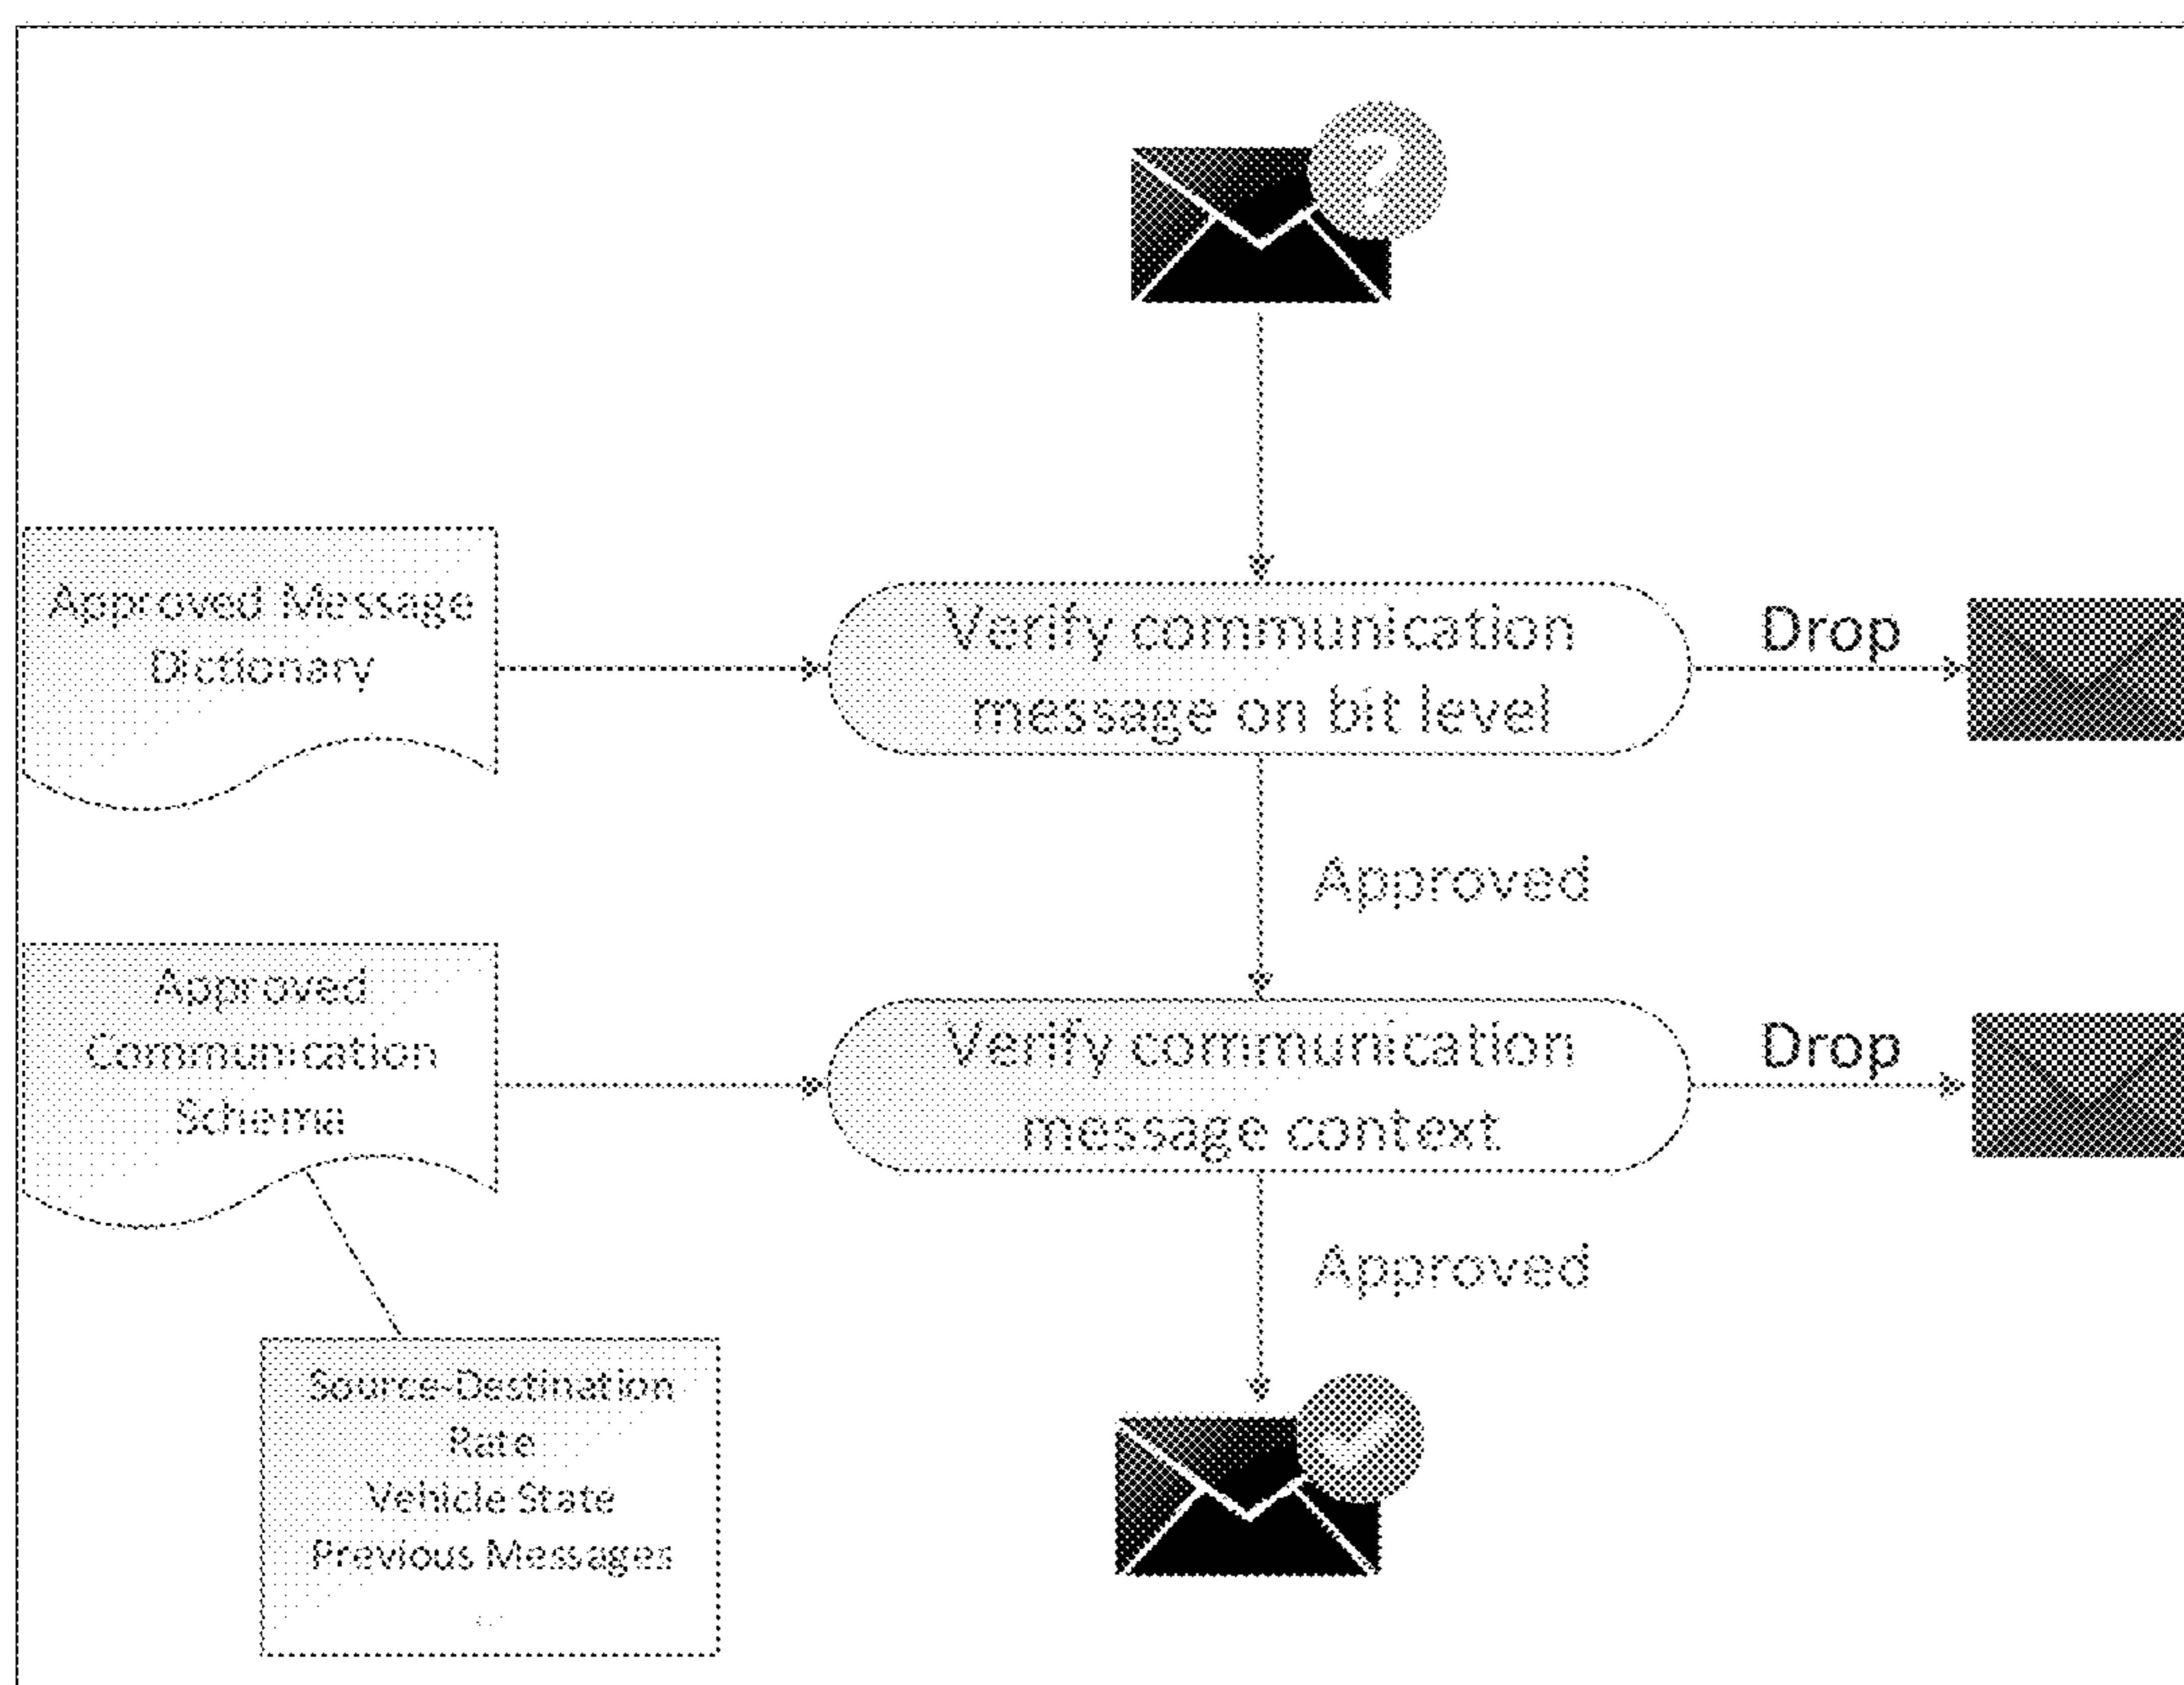 ?
Approved Message
Dictionary
Verify communication
message on bit level
Drop
Approved
Approved
Communication
Schema
Verify communication
message context
Drop
Approved
Source-Destination
Rate
Vehicle State
Previous Messages
...